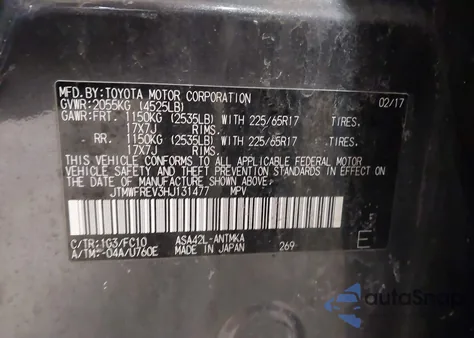 MFD.BY:TOYOTA MOTOR CORPORATION 02/17
GVWR:2055KG (4525LB)
GAWR:FRT. 1150KG (2535LB) WITH 225/65R17 TIRES.
17X7J RIMS.
RR. 1150KG (2535LB) WITH 225/65R17 TIRES.
17X7J RIMS.
THIS VEHICLE CONFORMS TO ALL APPLICABLE FEDERAL MOTOR
VEHICLE SAFETY AND THEFT PREVENTION STANDARDS IN EFFECT
ON THE DATE OF MANUFACTURE SHOWN ABOVE.
JTMWFREV3HJ131477 MPV
C/TR:1G3/FC10 ASA42L-ANTMKA E
A/TM:-04A/U760E MADE IN JAPAN 269
autoSnap